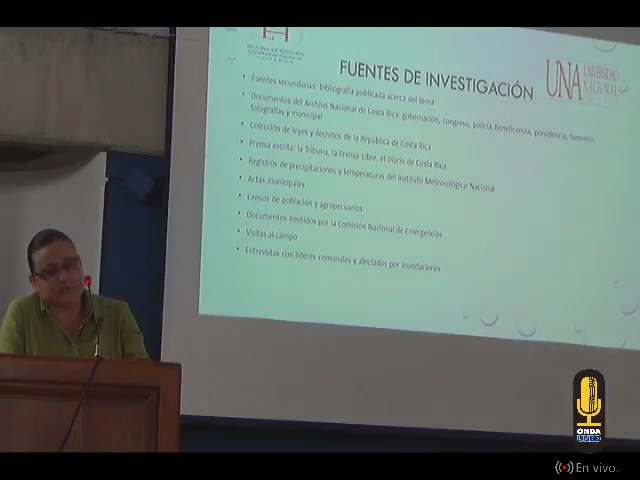 FUENTES DE INVESTIGACIÓN
UNA UNIVERSIDAD
NACIONAL
• Fuentes secundarias: bibliografía publicada acerca del tema
• Documentos del Archivo Nacional de Costa Rica: gobernación, congreso, policía, beneficencia, presidencia, fomento,
fotografías y municipal
• Colección de leyes y decretos de la República de Costa Rica
• Prensa escrita: la Tribuna, la Prensa Libre, el Diario de Costa Rica
• Registros de precipitaciones y temperaturas del Instituto Meteorológico Nacional
• Actas municipales
• Censos de población y agropecuarios
• Documentos emitidos por la Comisión Nacional de Emergencias
• Visitas al campo
• Entrevistas con líderes comunales y afectados por inundaciones
ONDA
UNED
En vivo.